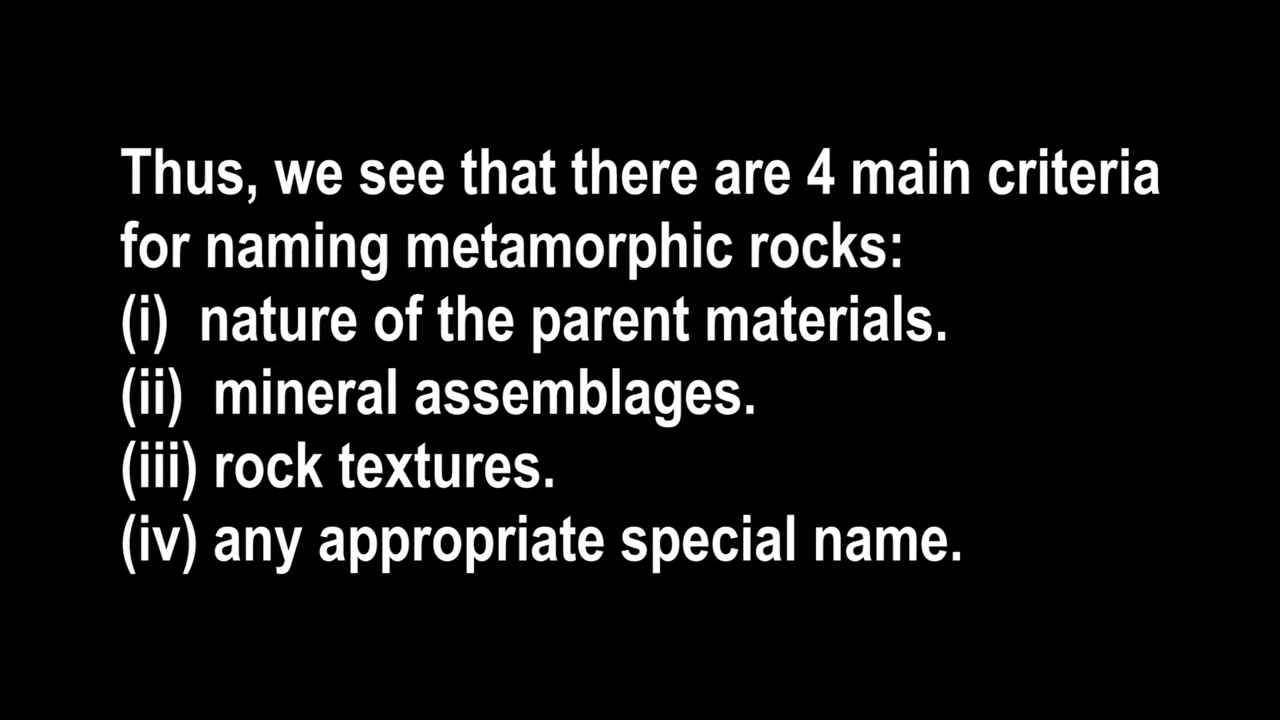 Thus, we see that there are 4 main criteria
for naming metamorphic rocks:
(i)  nature of the parent materials.
(ii)  mineral assemblages.
(iii) rock textures.
(iv) any appropriate special name.